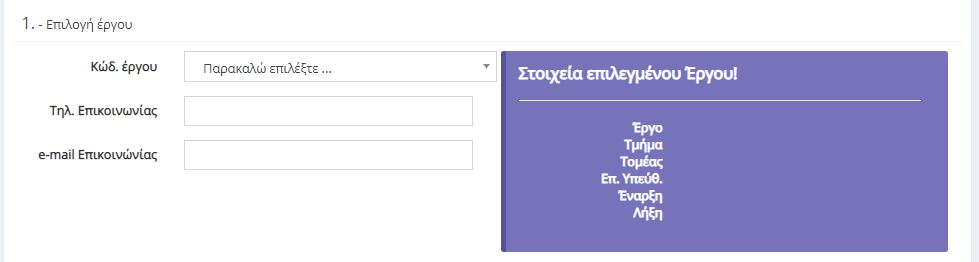 1. - Επιλογή έργου
Κώδ. έργου
Παρακαλώ επιλέξτε ...
Τηλ. Επικοινωνίας
e-mail Επικοινώνίας
Στοιχεία επιλεγμένου Έργου!
Έργο
Τμήμα
Τομέας
Επ. Υπεύθ.
Έναρξη
Λήξη